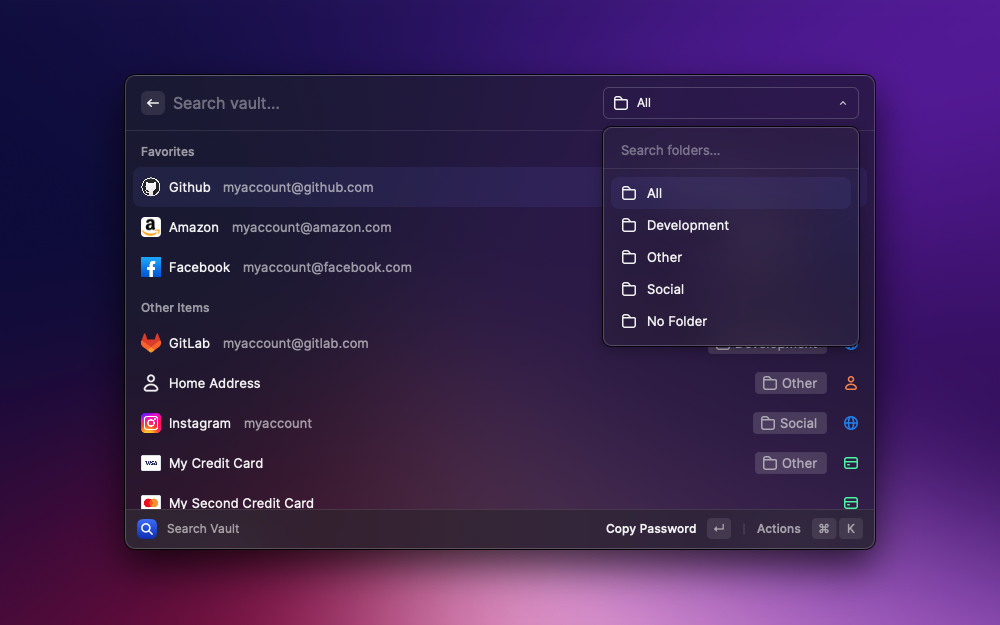 Search vault...
All
Search folders...
All
Development
Other
Social
No Folder
Favorites
Github myaccount@github.com
Amazon myaccount@amazon.com
Facebook myaccount@facebook.com
Other Items
GitLab myaccount@gitlab.com Development
Home Address Other
Instagram myaccount Social
VISA My Credit Card Other
My Second Credit Card
Search Vault Copy Password ↵ Actions ⌘ K